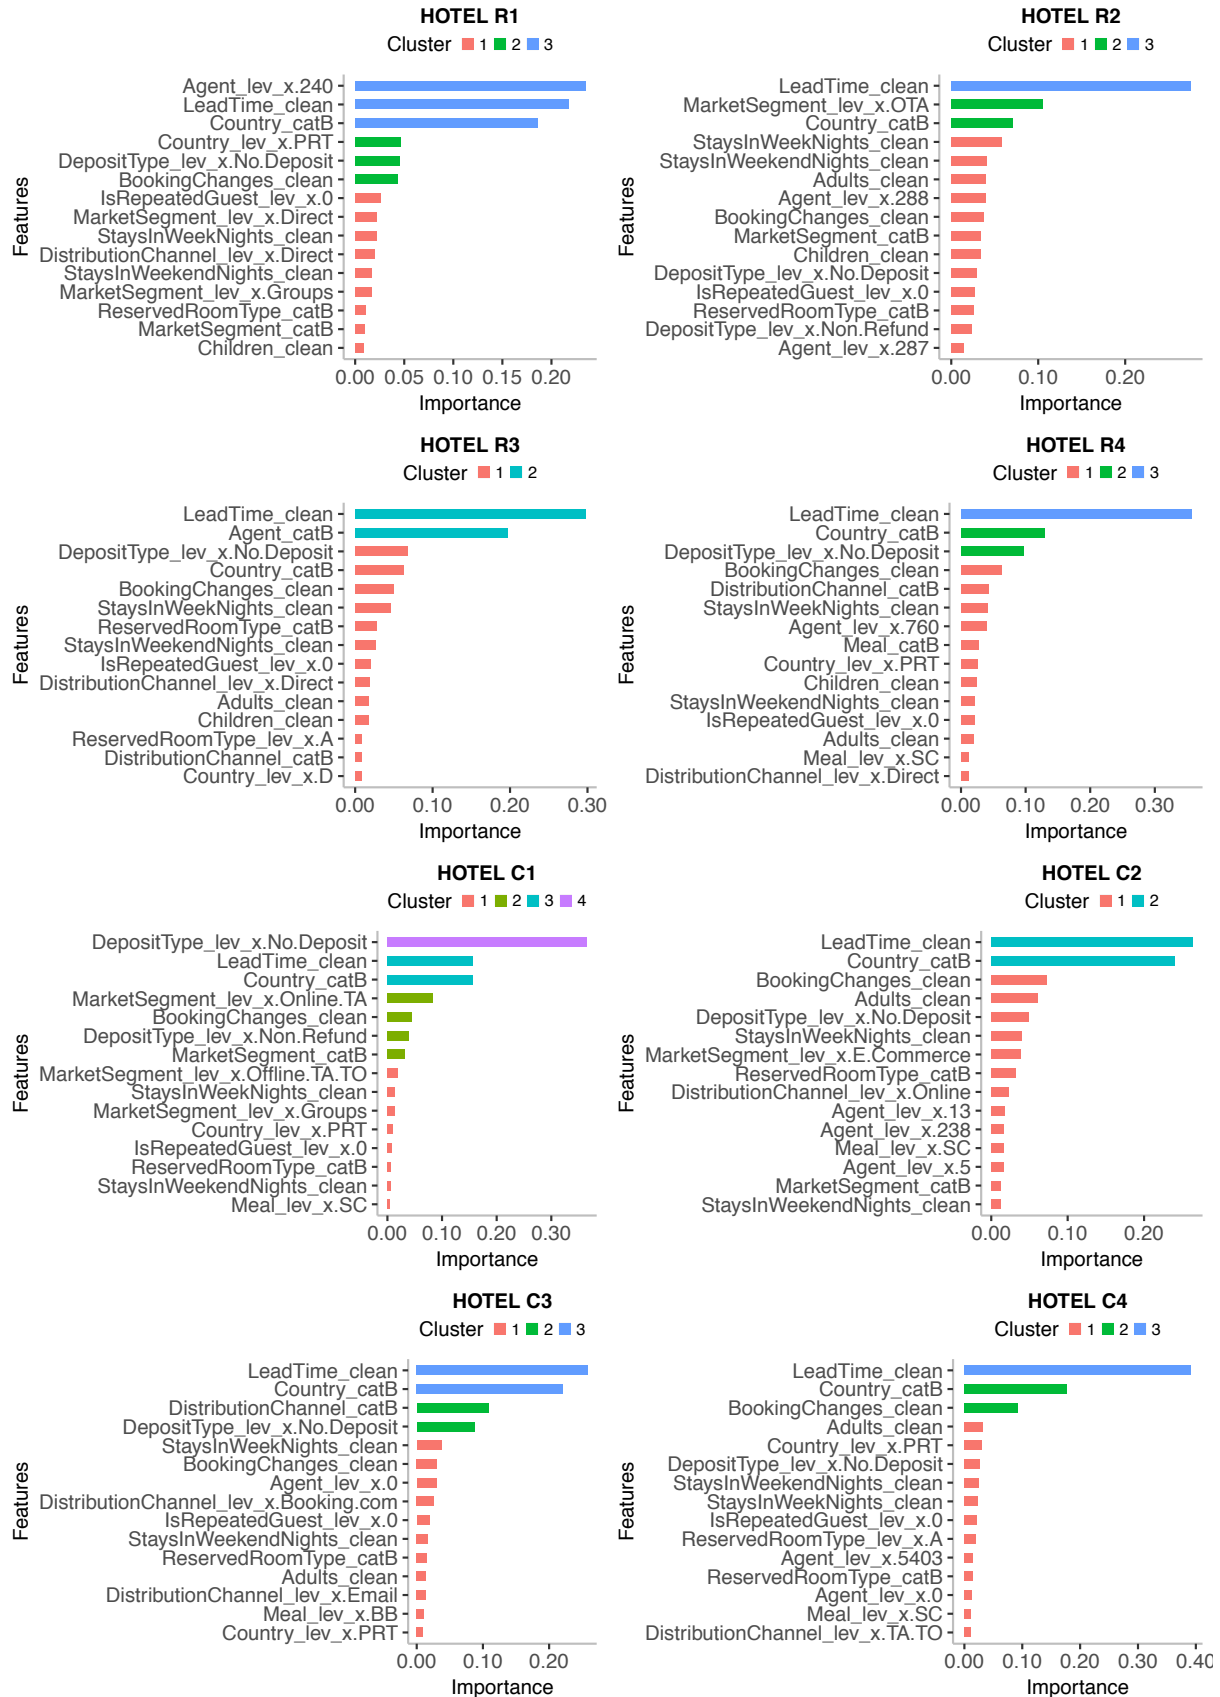 HOTEL R1
Cluster 1 2 3
Features
Agent_lev_x.240
LeadTime_clean
Country_catB
Country_lev_x.PRT
DepositType_lev_x.No.Deposit
BookingChanges_clean
IsRepeatedGuest_lev_x.0
MarketSegment_lev_x.Direct
StaysInWeekNights_clean
DistributionChannel_lev_x.Direct
StaysInWeekendNights_clean
MarketSegment_lev_x.Groups
ReservedRoomType_catB
MarketSegment_catB
Children_clean
0.00 0.05 0.10 0.15 0.20
Importance
HOTEL R2
Cluster 1 2 3
Features
LeadTime_clean
MarketSegment_lev_x.OTA
Country_catB
StaysInWeekNights_clean
StaysInWeekendNights_clean
Adults_clean
Agent_lev_x.288
BookingChanges_clean
MarketSegment_catB
Children_clean
DepositType_lev_x.No.Deposit
IsRepeatedGuest_lev_x.0
ReservedRoomType_catB
DepositType_lev_x.Non.Refund
Agent_lev_x.287
0.00 0.10 0.20
Importance
HOTEL R3
Cluster 1 2
Features
LeadTime_clean
Agent_catB
DepositType_lev_x.No.Deposit
Country_catB
BookingChanges_clean
StaysInWeekNights_clean
ReservedRoomType_catB
StaysInWeekendNights_clean
IsRepeatedGuest_lev_x.0
DistributionChannel_lev_x.Direct
Adults_clean
Children_clean
ReservedRoomType_lev_x.A
DistributionChannel_catB
Country_lev_x.D
0.00 0.10 0.20 0.30
Importance
HOTEL R4
Cluster 1 2 3
Features
LeadTime_clean
Country_catB
DepositType_lev_x.No.Deposit
BookingChanges_clean
DistributionChannel_catB
StaysInWeekNights_clean
Agent_lev_x.760
Meal_catB
Country_lev_x.PRT
Children_clean
StaysInWeekendNights_clean
IsRepeatedGuest_lev_x.0
Adults_clean
Meal_lev_x.SC
DistributionChannel_lev_x.Direct
0.00 0.10 0.20 0.30
Importance
HOTEL C1
Cluster 1 2 3 4
Features
DepositType_lev_x.No.Deposit
LeadTime_clean
Country_catB
MarketSegment_lev_x.Online.TA
BookingChanges_clean
DepositType_lev_x.Non.Refund
MarketSegment_catB
MarketSegment_lev_x.Offline.TA.TO
StaysInWeekNights_clean
MarketSegment_lev_x.Groups
Country_lev_x.PRT
IsRepeatedGuest_lev_x.0
ReservedRoomType_catB
StaysInWeekendNights_clean
Meal_lev_x.SC
0.00 0.10 0.20 0.30
Importance
HOTEL C2
Cluster 1 2
Features
LeadTime_clean
Country_catB
BookingChanges_clean
Adults_clean
DepositType_lev_x.No.Deposit
StaysInWeekNights_clean
MarketSegment_lev_x.E.Commerce
ReservedRoomType_catB
DistributionChannel_lev_x.Online
Agent_lev_x.13
Agent_lev_x.238
Meal_lev_x.SC
Agent_lev_x.5
MarketSegment_catB
StaysInWeekendNights_clean
0.00 0.10 0.20
Importance
HOTEL C3
Cluster 1 2 3
Features
LeadTime_clean
Country_catB
DistributionChannel_catB
DepositType_lev_x.No.Deposit
StaysInWeekNights_clean
BookingChanges_clean
Agent_lev_x.0
DistributionChannel_lev_x.Booking.com
IsRepeatedGuest_lev_x.0
StaysInWeekendNights_clean
ReservedRoomType_catB
Adults_clean
DistributionChannel_lev_x.Email
Meal_lev_x.BB
Country_lev_x.PRT
0.00 0.10 0.20
Importance
HOTEL C4
Cluster 1 2 3
Features
LeadTime_clean
Country_catB
BookingChanges_clean
Adults_clean
Country_lev_x.PRT
DepositType_lev_x.No.Deposit
StaysInWeekendNights_clean
StaysInWeekNights_clean
IsRepeatedGuest_lev_x.0
ReservedRoomType_lev_x.A
Agent_lev_x.5403
ReservedRoomType_catB
Agent_lev_x.0
Meal_lev_x.SC
DistributionChannel_lev_x.TA.TO
0.00 0.10 0.20 0.30 0.40
Importance